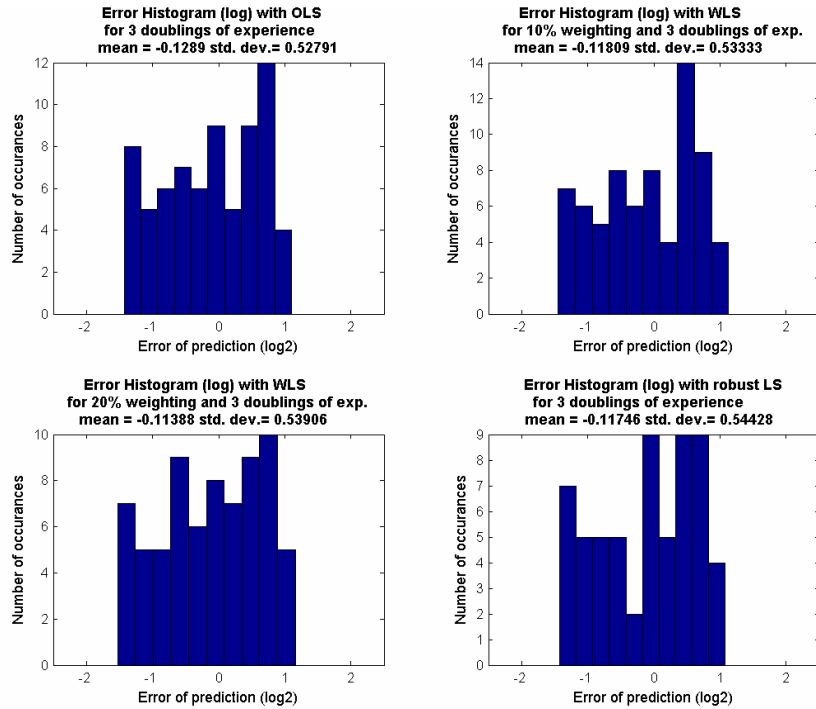 Error Histogram (log) with OLS
for 3 doublings of experience
mean = -0.1289 std. dev.= 0.52791
12
10
8
6
4
2
0
Number of occurances
-2 -1 0 1 2
Error of prediction (log2)
Error Histogram (log) with WLS
for 10% weighting and 3 doublings of exp.
mean = -0.11809 std. dev.= 0.53333
14
12
10
8
6
4
2
0
Number of occurances
-2 -1 0 1 2
Error of prediction (log2)
Error Histogram (log) with WLS
for 20% weighting and 3 doublings of exp.
mean = -0.11388 std. dev.= 0.53906
10
8
6
4
2
0
Number of occurances
-2 -1 0 1 2
Error of prediction (log2)
Error Histogram (log) with robust LS
for 3 doublings of experience
mean = -0.11746 std. dev.= 0.54428
9
8
7
6
5
4
3
2
1
0
Number of occurances
-2 -1 0 1 2
Error of prediction (log2)